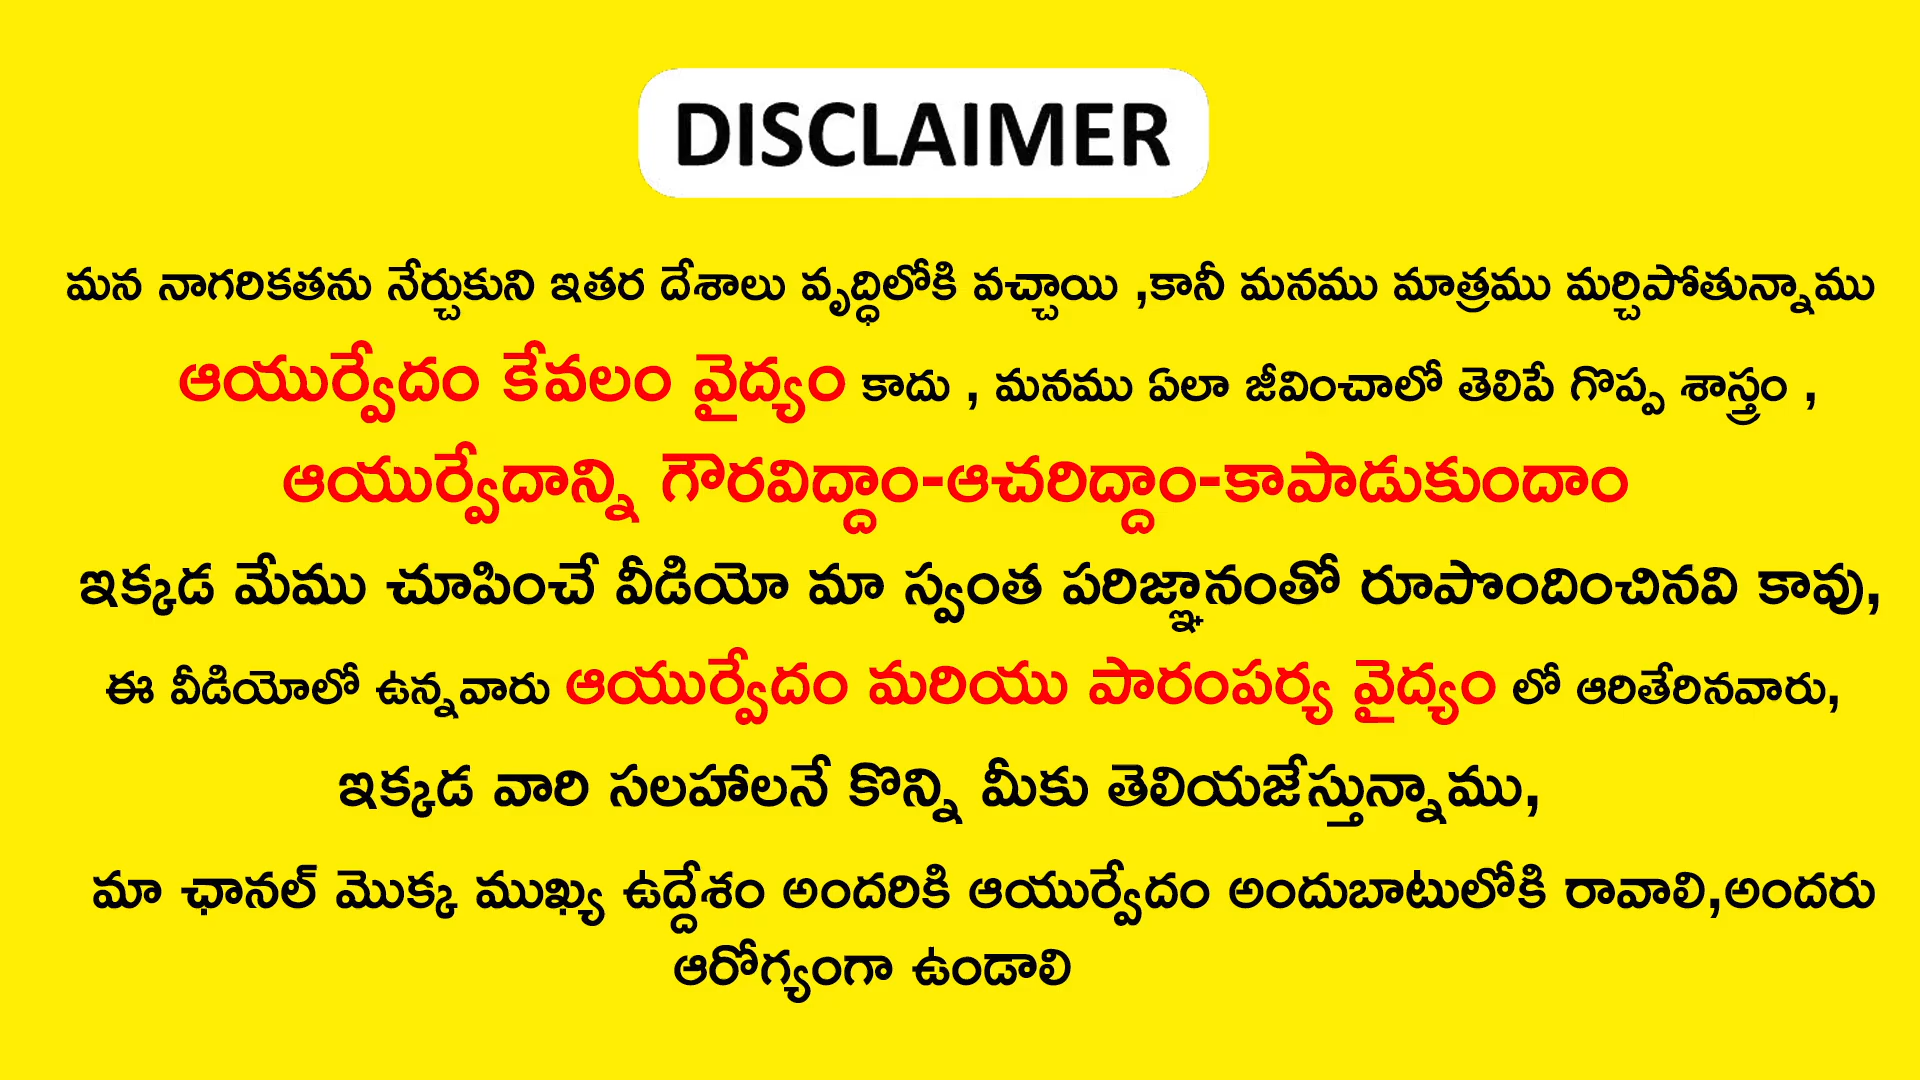 DISCLAIMER
మన నాగరికతను నేర్చుకుని ఇతర దేశాలు వృద్ధిలోకి వచ్చాయి ,కానీ మనము మాత్రము మర్చిపోతున్నాము
ఆయుర్వేదం కేవలం వైద్యం కాదు , మనము ఏలా జీవించాలో తెలిపే గొప్ప శాస్త్రం ,
ఆయుర్వేదాన్ని గౌరవిద్దాం-ఆచరిద్దాం-కాపాడుకుందాం
ఇక్కడ మేము చూపించే వీడియో మా స్వంత పరిజ్ఞానంతో రూపొందించినవి కావు,
ఈ వీడియోలో ఉన్నవారు ఆయుర్వేదం మరియు పారంపర్య వైద్యం లో ఆరితేరినవారు,
ఇక్కడ వారి సలహాలనే కొన్ని మీకు తెలియజేస్తున్నాము,
మా ఛానల్ మొక్క ముఖ్య ఉద్దేశం అందరికి ఆయుర్వేదం అందుబాటులోకి రావాలి,అందరు
ఆరోగ్యంగా ఉండాలి